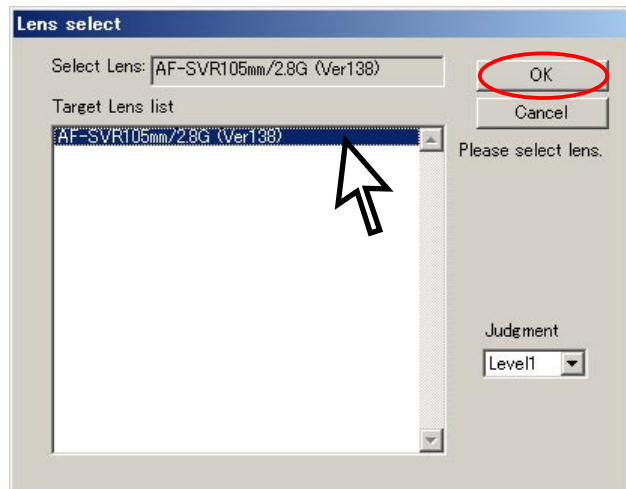 Lens select
Select Lens: AF-SVR105mm/2.8G (Ver138)
OK
Target Lens list
Cancel
AF-SVR105mm/2.8G (Ver138)
Please select lens.
Judgment
Level1